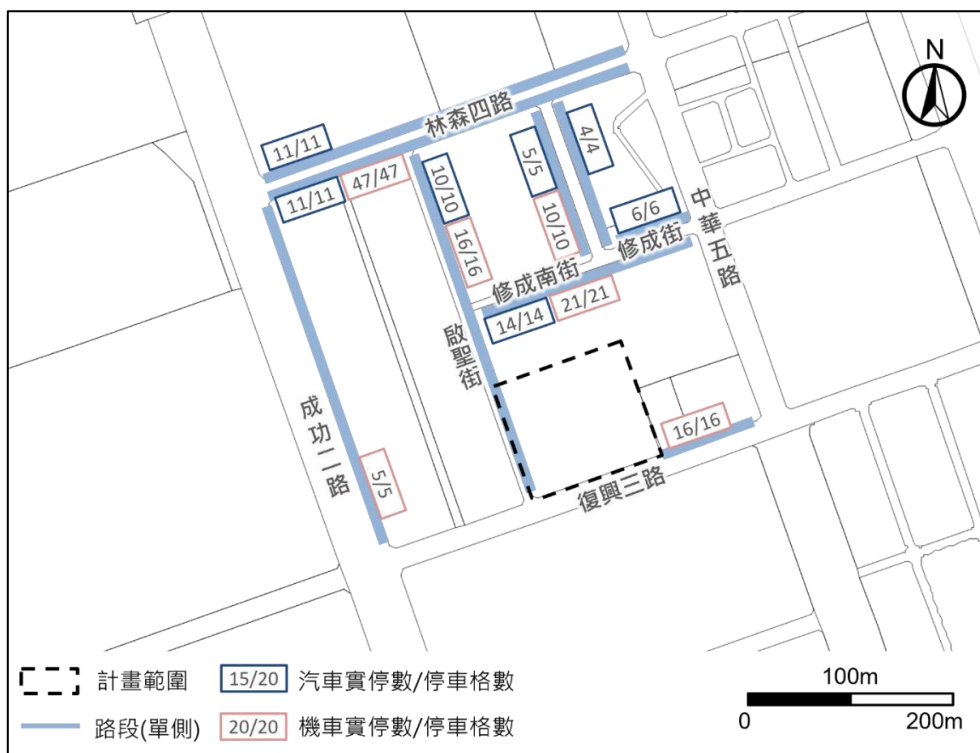 N
林森四路
11/11
11/11
47/47
10/10
16/16
5/5
10/10
4/4
6/6
中華五路
修成街
修成南街
14/14
21/21
啟聖街
成功二路
5/5
16/16
復興三路
計畫範圍
15/20 汽車實停數/停車格數
路段(單側)
20/20 機車實停數/停車格數
100m
0 200m